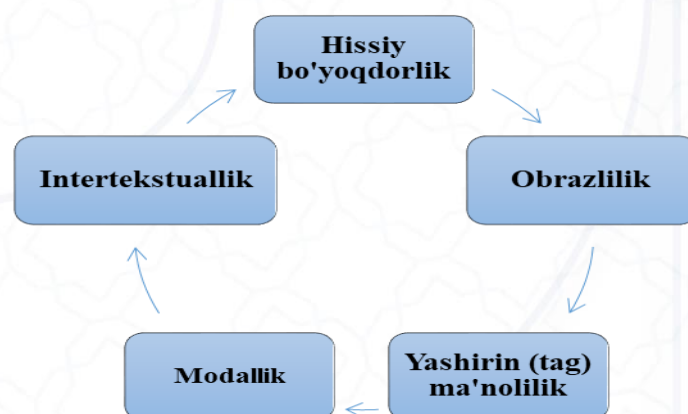 Hissiy
bo'yoqdorlik
Obrazlilik
Yashirin (tag)
ma'nolilik
Modallik
Intertekstuallik